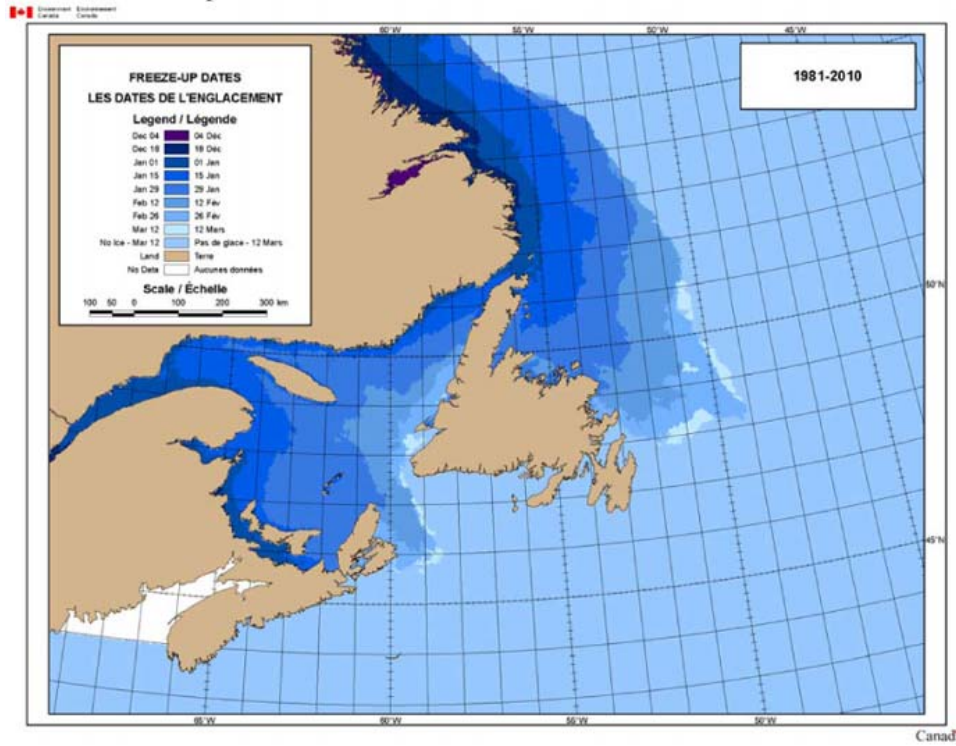 Environment Environnement
Canada Canada
60°W 55°W 50°W 45°W
FREEZE-UP DATES
LES DATES DE L'ENGLACEMENT
Legend / Légende
Dec 04 04 Déc
Dec 18 18 Déc
Jan 01 01 Jan
Jan 15 15 Jan
Jan 29 29 Jan
Feb 12 12 Fév
Feb 26 26 Fév
Mar 12 12 Mars
No Ice - Mar 12 Pas de glace - 12 Mars
Land Terre
No Data Aucunes données
Scale / Échelle
100 50 0 100 200 300 km
1981-2010
50°N
45°N
65°W 60°W 55°W 50°W
Canad